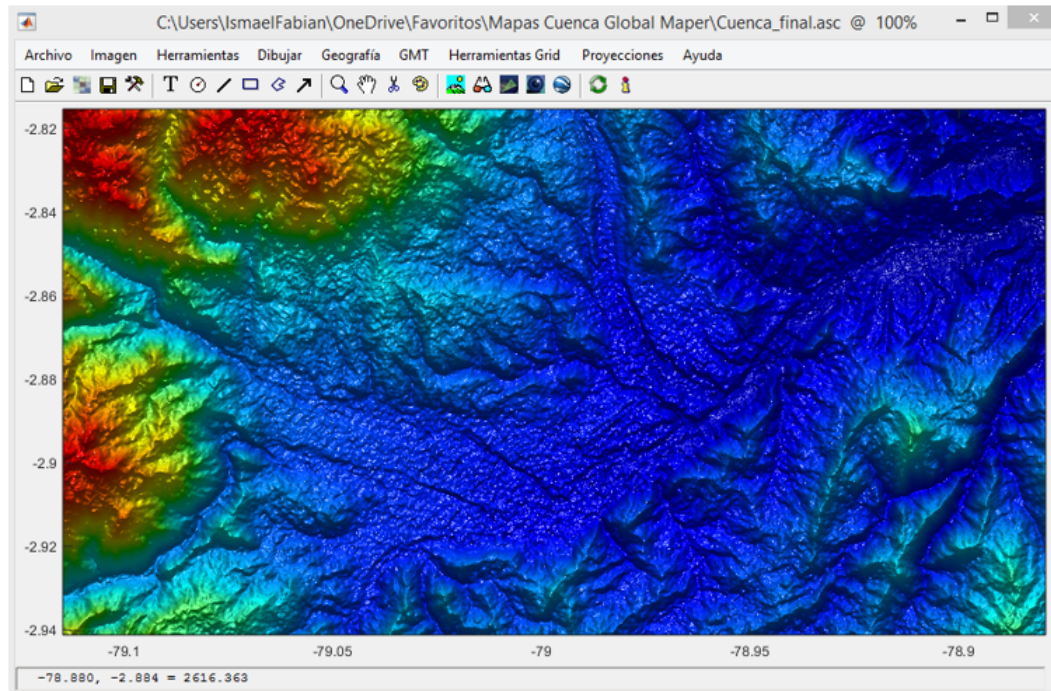 C:\Users\IsmaelFabian\OneDrive\Favoritos\Mapas Cuenca Global Maper\Cuenca_final.asc @ 100%
Archivo Imagen Herramientas Dibujar Geografía GMT Herramientas Grid Proyecciones Ayuda
T
-2.82
-2.84
-2.86
-2.88
-2.9
-2.92
-2.94
-79.1 -79.05 -79 -78.95 -78.9
-78.880, -2.884 = 2616.363